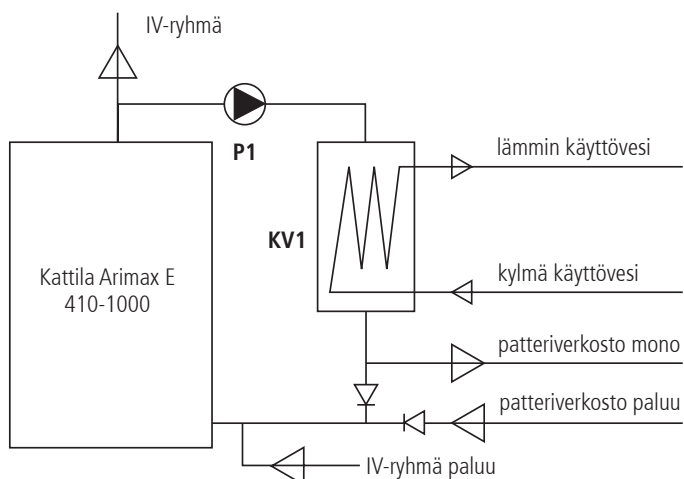 IV-ryhmä
P1
lämmin käyttövesi
KV1
Kattila Arimax E
410-1000
kylmä käyttövesi
patteriverkosto mono
patteriverkosto paluu
IV-ryhmä paluu